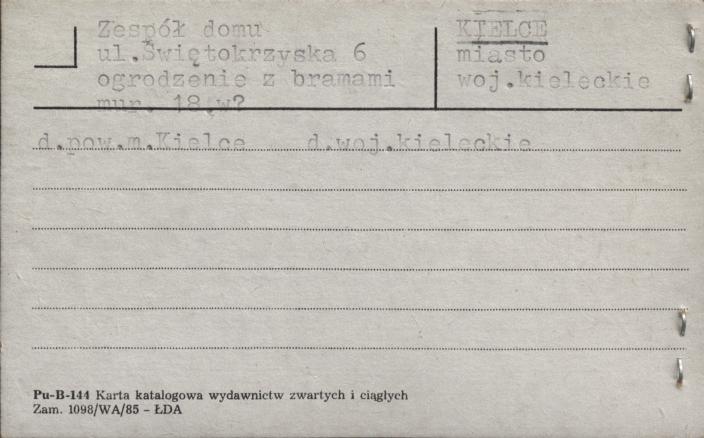 Zespół domu
ul.Świętokrzyska 6
ogrodzenie z bramami
mur. 18.w?
KIELCE
miasto
woj.kieleckie
d.pow.m.Kielce d.woj.kieleckie
Pu-B-144 Karta katalogowa wydawnictw zwartych i ciągłych
Zam. 1098/WA/85 - ŁDA